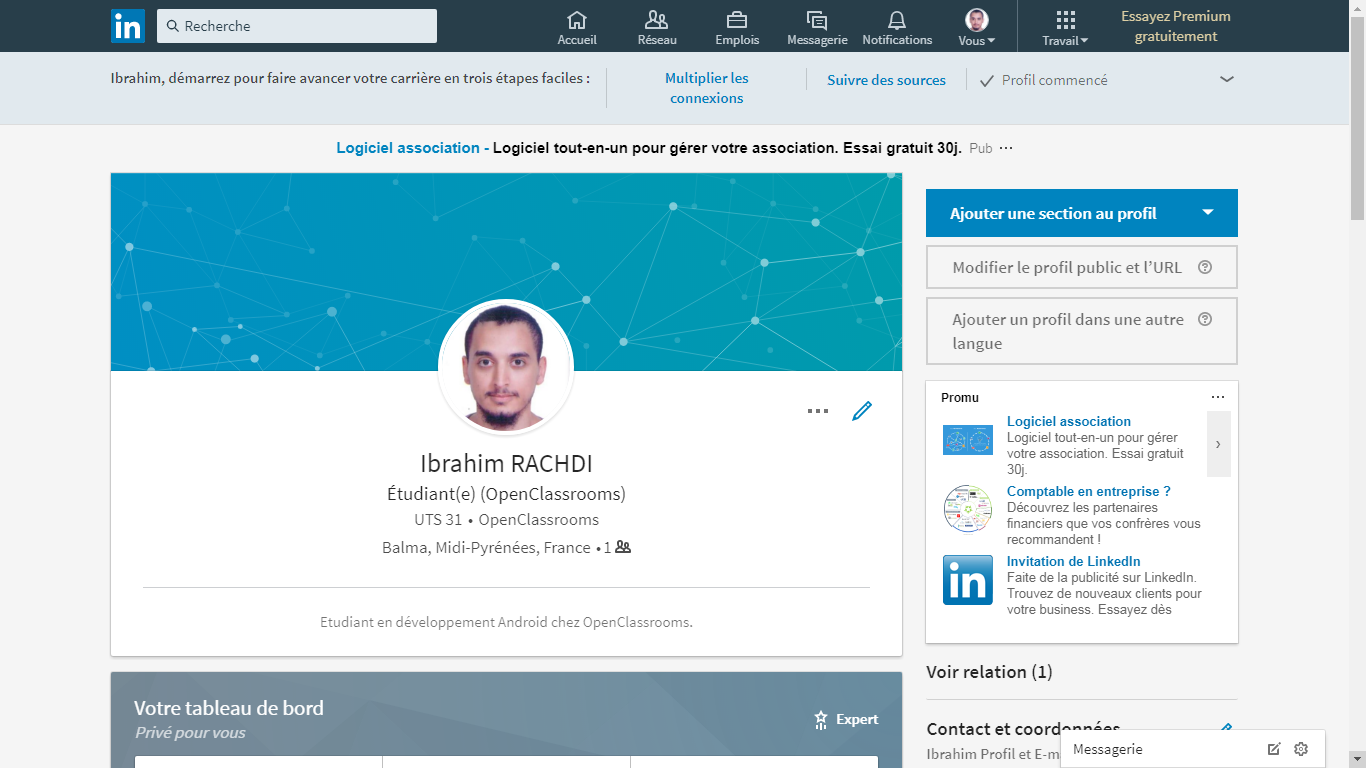 in
Recherche
Accueil
Réseau
Emplois
Messagerie
Notifications
Vous
Travail
Essayez Premium
gratuitement
Ibrahim, démarrez pour faire avancer votre carrière en trois étapes faciles :
Multiplier les
connexions
Suivre des sources
Profil commencé
Logiciel association - Logiciel tout-en-un pour gérer votre association. Essai gratuit 30j. Pub ···
Ibrahim RACHDI
Étudiant(e) (OpenClassrooms)
UTS 31 • OpenClassrooms
Balma, Midi-Pyrénées, France • 1
Etudiant en développement Android chez OpenClassrooms.
Votre tableau de bord
Privé pour vous
Expert
Ajouter une section au profil
Modifier le profil public et l’URL
Ajouter un profil dans une autre
langue
Promu
Logiciel association
Logiciel tout-en-un pour gérer
votre association. Essai gratuit
30j.
Comptable en entreprise ?
Découvrez les partenaires
financiers que vos confrères vous
recommandent !
in
Invitation de LinkedIn
Faite de la publicité sur LinkedIn.
Trouvez de nouveaux clients pour
votre business. Essayez dès
Voir relation (1)
Contact et coordonnées
Ibrahim Profil et E-m
Messagerie